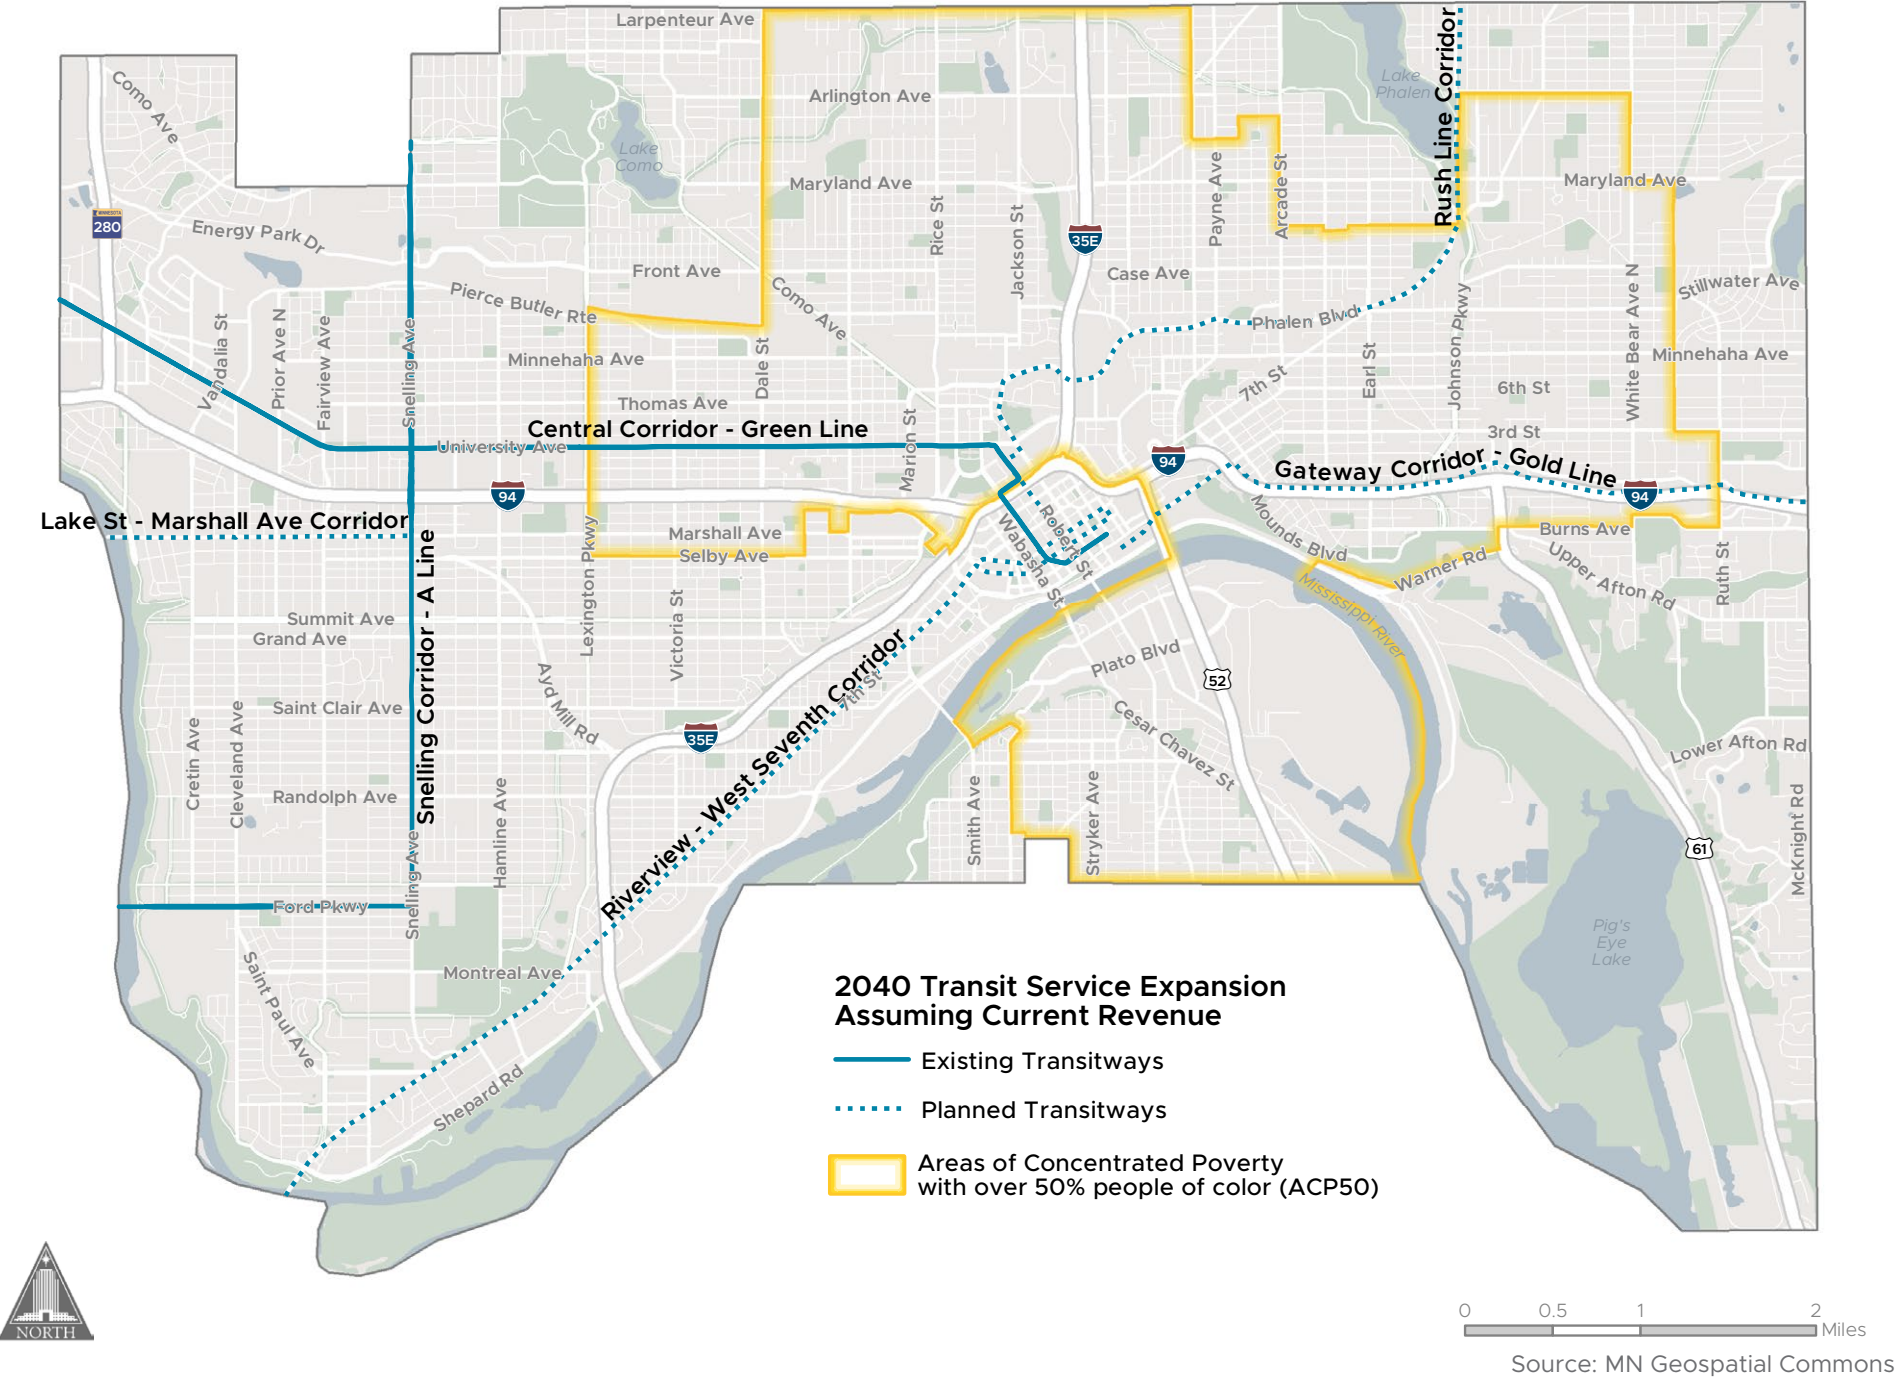 Larpenteur Ave
Como Ave
Arlington Ave
Lake
Phalen
Rush Line Corridor
Lake
Como
Maryland Ave
Maryland Ave
Payne Ave
Arcade St
Rice St
Jackson St
MINNESOTA
280
Energy Park Dr
35E
Front Ave
Case Ave
Stillwater Ave
Pierce Butler Rte
Como Ave
Phalen Blvd
Johnson Pkwy
White Bear Ave N
Vandalia St
Prior Ave N
Fairview Ave
Snelling Ave
Minnehaha Ave
Dale St
Minnehaha Ave
Earl St
7th St
6th St
Thomas Ave
Marion St
Central Corridor - Green Line
University Ave
3rd St
94
Gateway Corridor - Gold Line
94
94
Lake St - Marshall Ave Corridor
Marshall Ave
Selby Ave
Lexington Pkwy
Wabasha St
Robert St
Mounds Blvd
Burns Ave
Warner Rd
Upper Afton Rd
Ruth St
Mississippi River
Snelling Corridor - A Line
Summit Ave
Grand Ave
Victoria St
Ayd Mill Rd
Riverview - West Seventh Corridor
7th St
Plato Blvd
52
Saint Clair Ave
Cesar Chavez St
35E
Lower Afton Rd
Cretin Ave
Cleveland Ave
Randolph Ave
Hamline Ave
Smith Ave
Stryker Ave
61
McKnight Rd
Snelling Ave
Ford Pkwy
Pig's
Eye
Lake
Saint Paul Ave
Montreal Ave
Shepard Rd
2040 Transit Service Expansion
Assuming Current Revenue
Existing Transitways
Planned Transitways
Areas of Concentrated Poverty
with over 50% people of color (ACP50)
NORTH
0 0.5 1 2
Miles
Source: MN Geospatial Commons